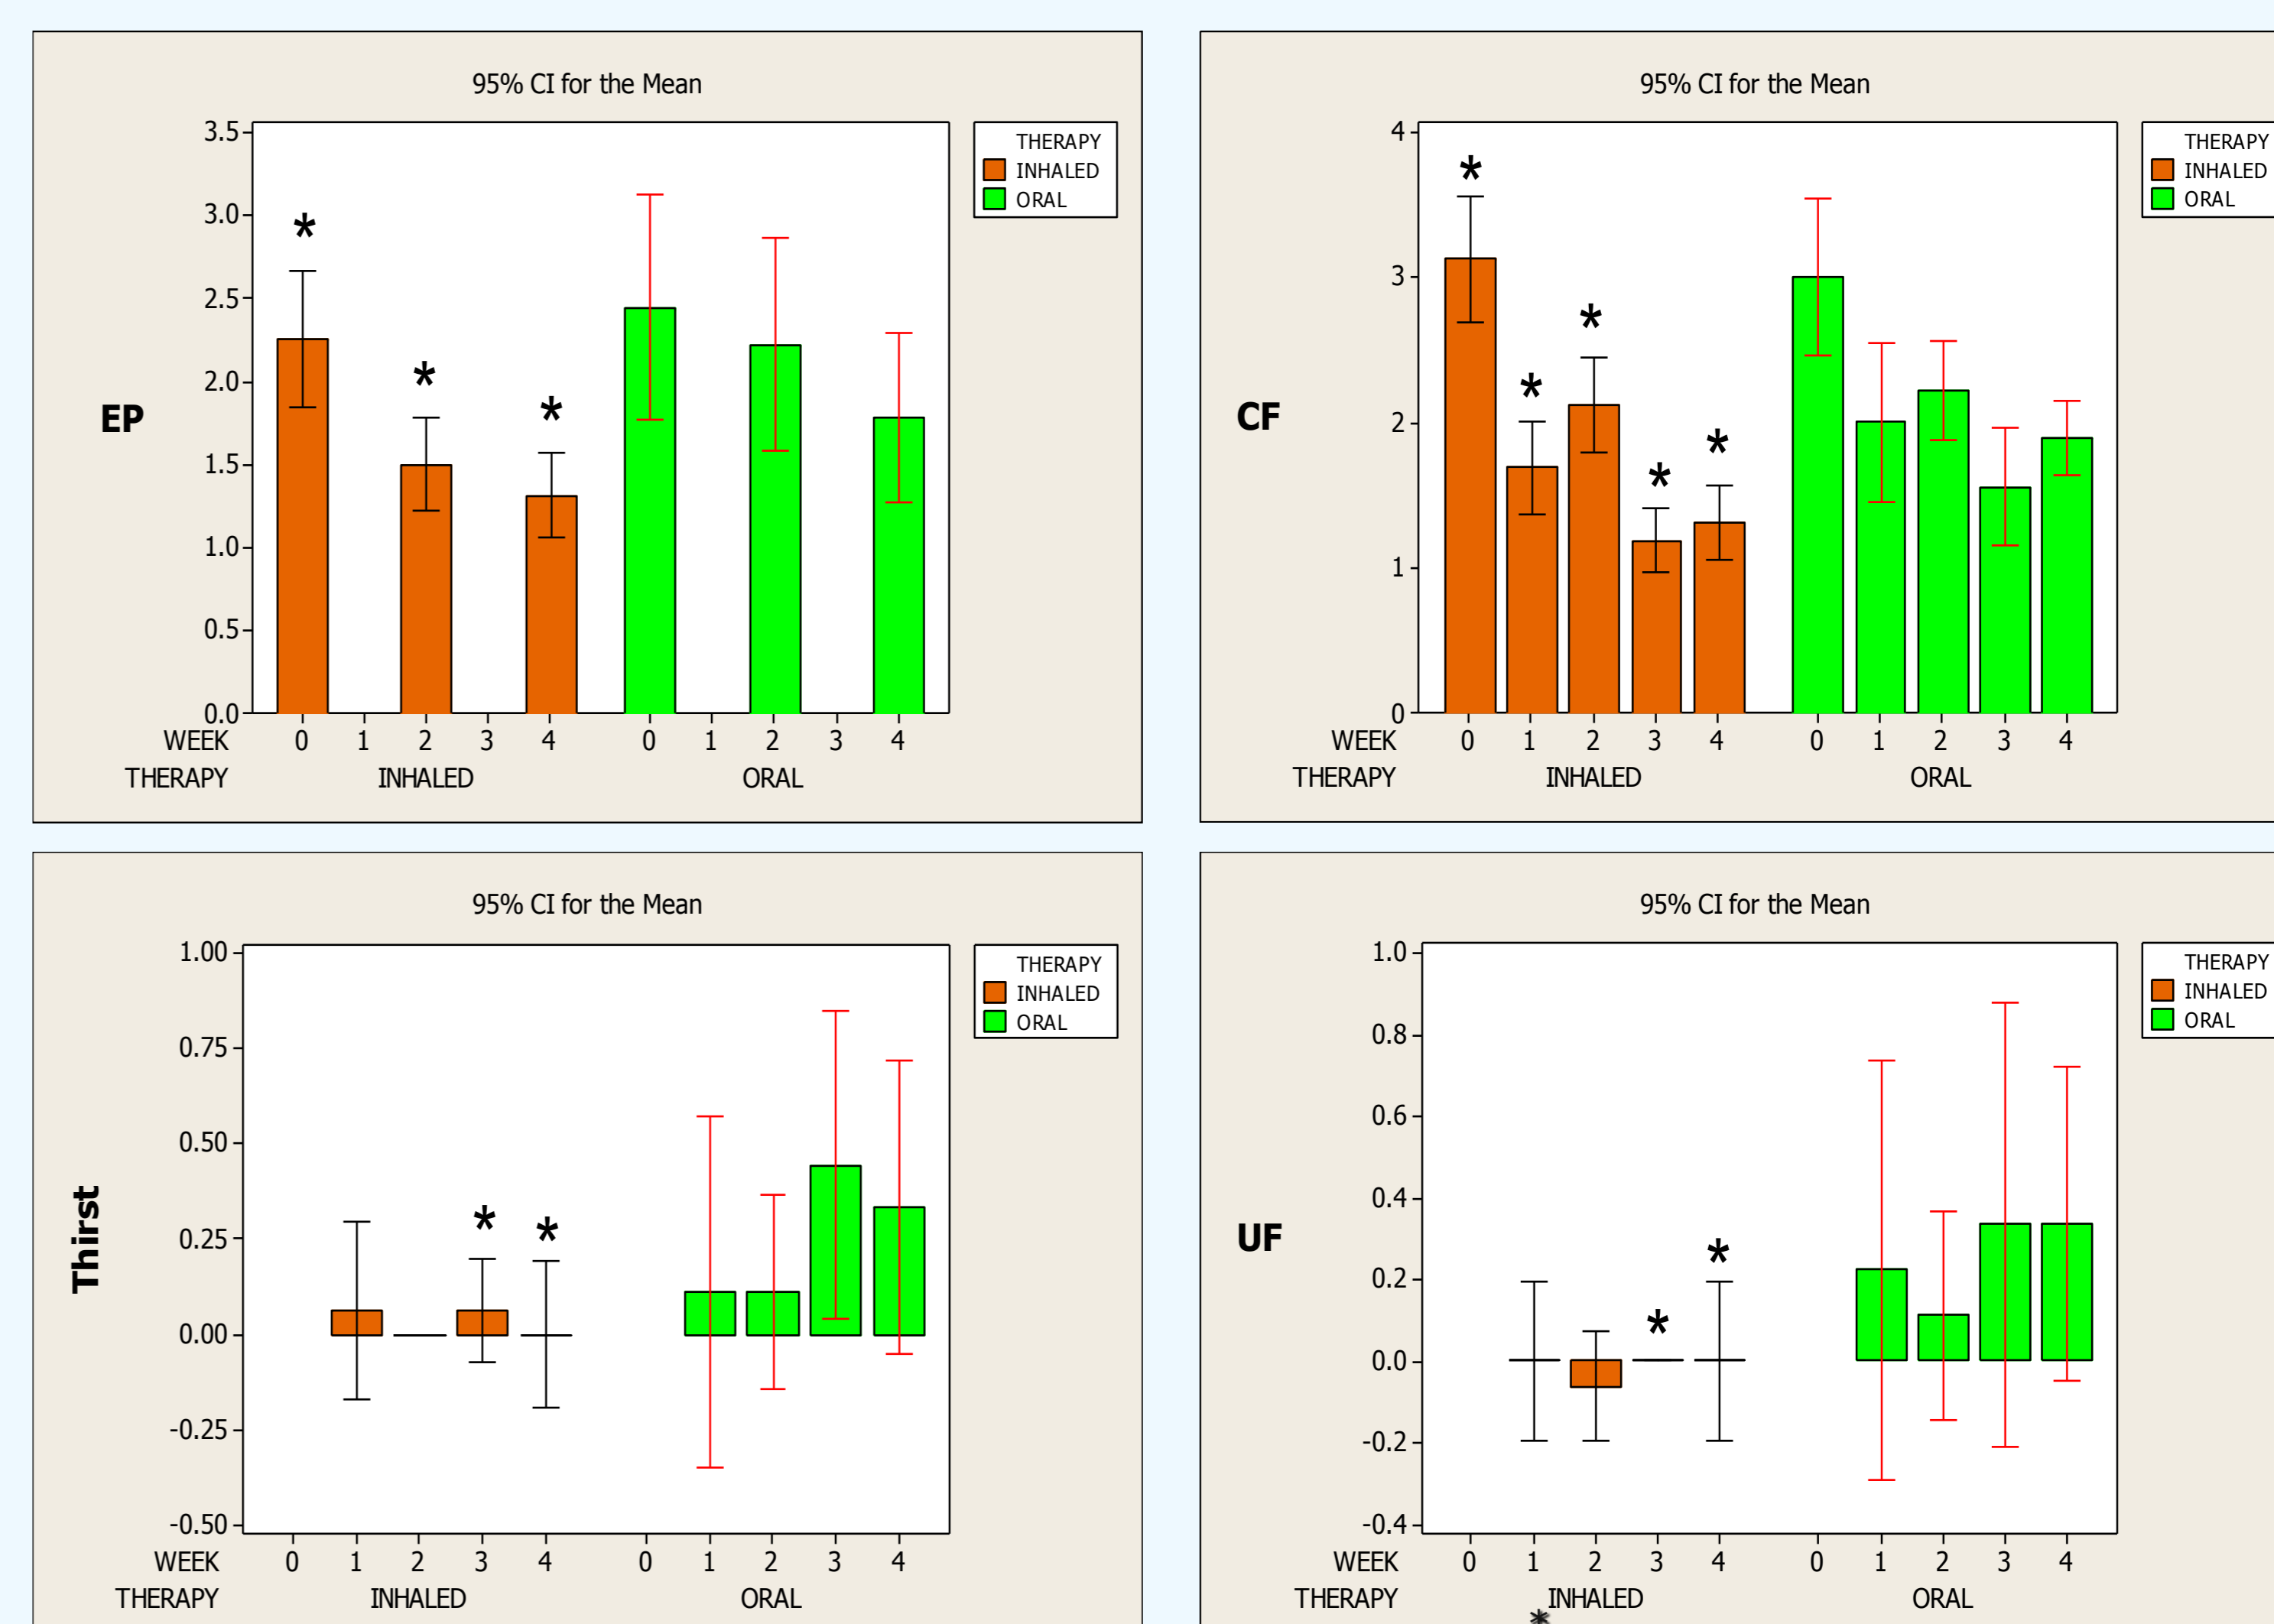 95% CI for the Mean
3.5
3.0
2.5
2.0
1.5
1.0
0.5
0.0
EP
*
*
*
THERAPY
INHALED
ORAL
WEEK 0 1 2 3 4 0 1 2 3 4
THERAPY INHALED ORAL
95% CI for the Mean
4
3
2
1
0
CF
*
*
*
*
*
THERAPY
INHALED
ORAL
WEEK 0 1 2 3 4 0 1 2 3 4
THERAPY INHALED ORAL
95% CI for the Mean
1.00
0.75
0.50
0.25
0.00
-0.25
-0.50
Thirst
*
*
THERAPY
INHALED
ORAL
WEEK 0 1 2 3 4 0 1 2 3 4
THERAPY INHALED ORAL
95% CI for the Mean
1.0
0.8
0.6
0.4
0.2
0.0
-0.2
-0.4
UF
*
*
THERAPY
INHALED
ORAL
WEEK 0 1 2 3 4 0 1 2 3 4
THERAPY INHALED ORAL
*